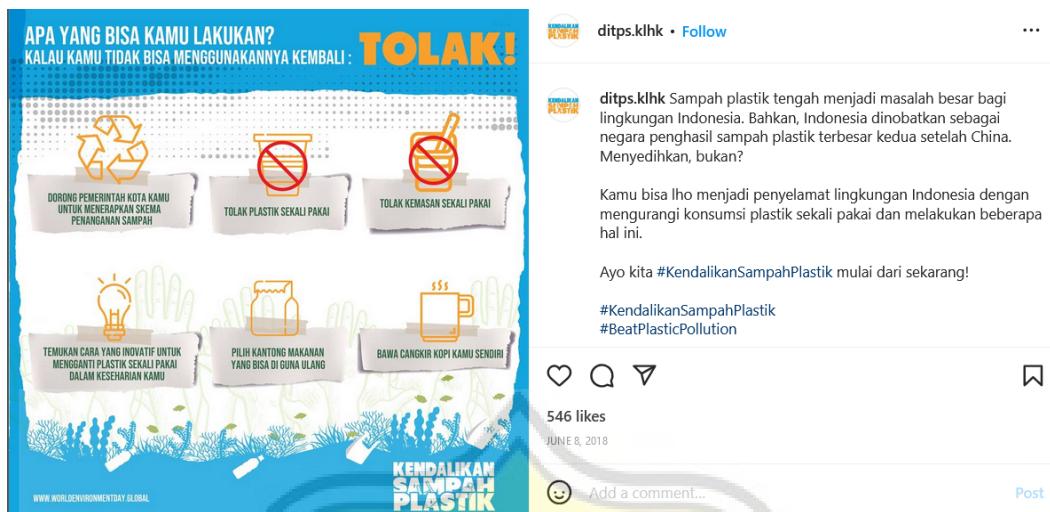 APA YANG BISA KAMU LAKUKAN?
KALAU KAMU TIDAK BISA MENGGUNAKANNYA KEMBALI :
TOLAK!
DORONG PEMERINTAH KOTA KAMU
UNTUK MENERAPKAN SKEMA
PENANGANAN SAMPAH
TOLAK PLASTIK SEKALI PAKAI
TOLAK KEMASAN SEKALI PAKAI
TEMUKAN CARA YANG INOVATIF UNTUK
MENGGANTI PLASTIK SEKALI PAKAI
DALAM KESEHARIAN KAMU
PILIH KANTONG MAKANAN
YANG BISA DI GUNA ULANG
BAWA CANGKIR KOPI KAMU SENDIRI
WWW.WORLDENVIRONMENTDAY.GLOBAL
KENDALIKAN
SAMPAH
PLASTIK
KENDALIKAN
SAMPAH
PLASTIK
ditps.klhk • Follow
KENDALIKAN
SAMPAH
PLASTIK
ditps.klhk Sampah plastik tengah menjadi masalah besar bagi
lingkungan Indonesia. Bahkan, Indonesia dinobatkan sebagai
negara penghasil sampah plastik terbesar kedua setelah China.
Menyedihkan, bukan?
Kamu bisa lho menjadi penyelamat lingkungan Indonesia dengan
mengurangi konsumsi plastik sekali pakai dan melakukan beberapa
hal ini.
Ayo kita #KendalikanSampahPlastik mulai dari sekarang!
#KendalikanSampahPlastik
#BeatPlasticPollution
546 likes
JUNE 8, 2018
Add a comment...
Post